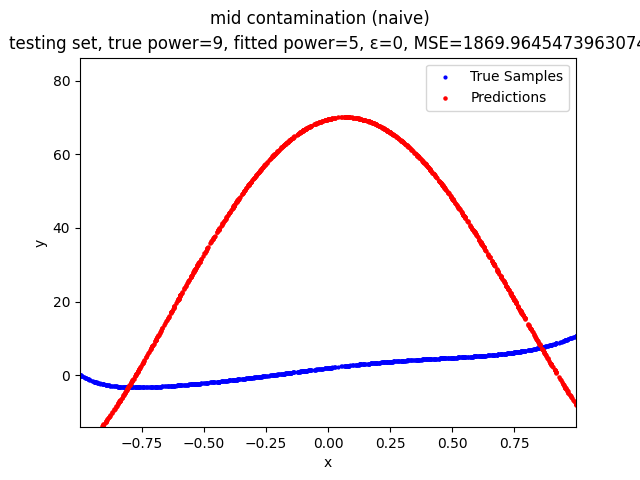 mid contamination (naive)
testing set, true power=9, fitted power=5, ε=0, MSE=1869.9645473963074
True Samples
Predictions
80
60
40
20
0
y
−0.75 −0.50 −0.25 0.00 0.25 0.50 0.75
x